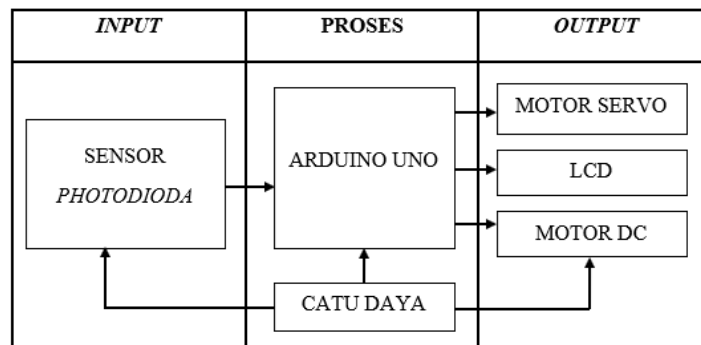 INPUT
PROSES
OUTPUT
SENSOR
PHOTODIODA
ARDUINO UNO
MOTOR SERVO
LCD
MOTOR DC
CATU DAYA